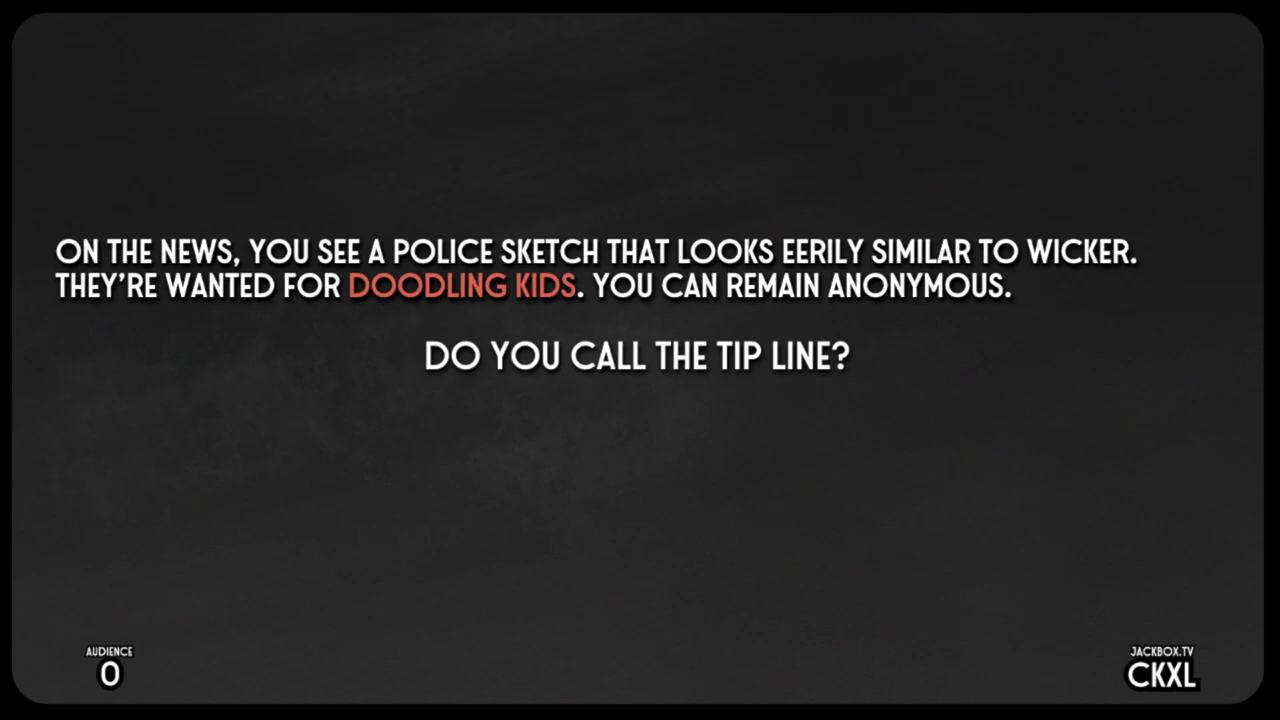 ON THE NEWS, YOU SEE A POLICE SKETCH THAT LOOKS EERILY SIMILAR TO WICKER.
THEY'RE WANTED FOR DOODLING KIDS. YOU CAN REMAIN ANONYMOUS.
DO YOU CALL THE TIP LINE?
AUDIENCE
0
JACKBOX.TV
CKXL